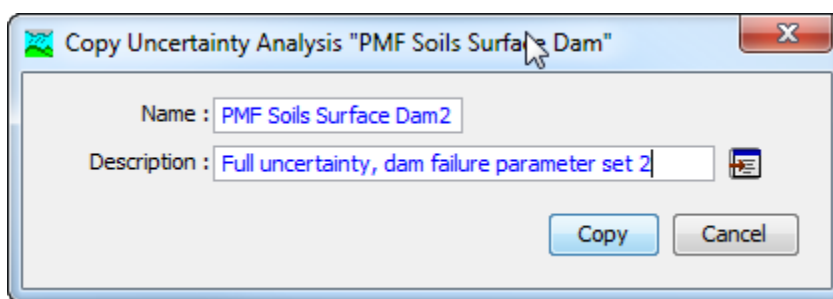 Copy Uncertainty Analysis "PMF Soils Surface Dam"
Name : PMF Soils Surface Dam2
Description : Full uncertainty, dam failure parameter set 2
Copy Cancel